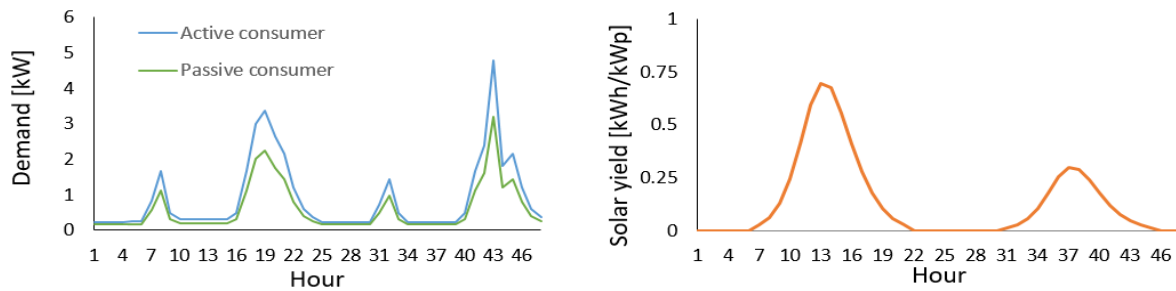 Demand [kW]
6
5
4
3
2
1
0
Active consumer
Passive consumer
1 4 7 10 13 16 19 22 25 28 31 34 37 40 43 46
Hour
Solar yield [kWh/kWp]
1
0.75
0.5
0.25
0
1 4 7 10 13 16 19 22 25 28 31 34 37 40 43 46
Hour